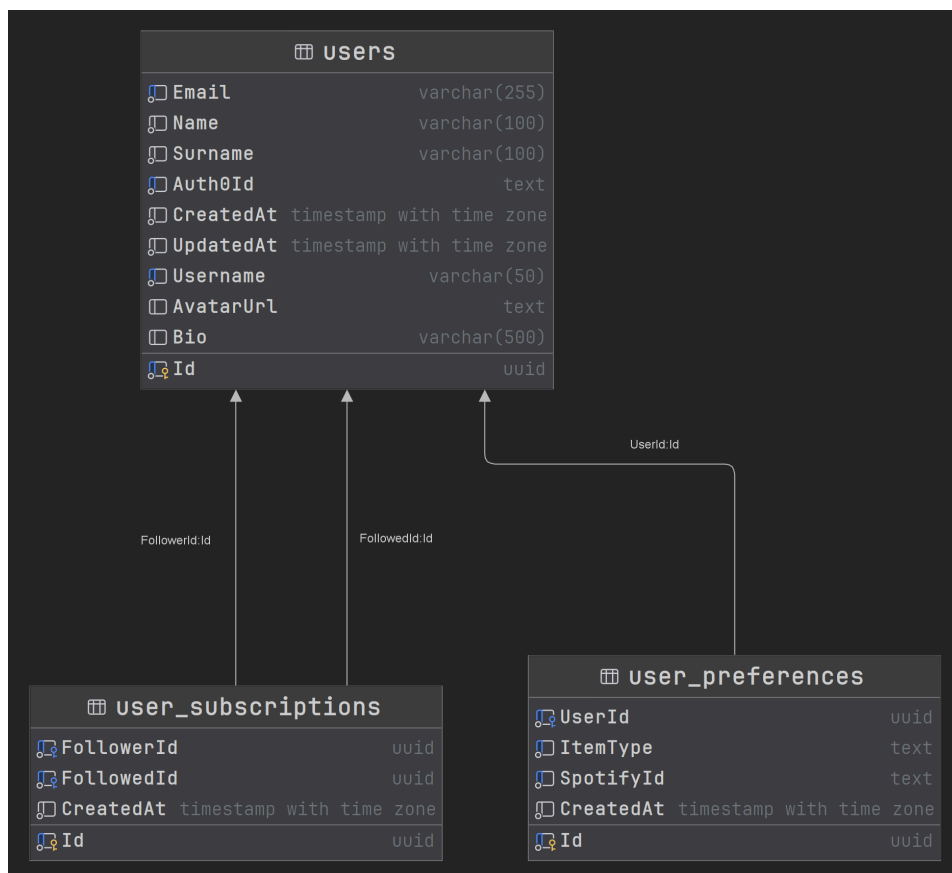 users
Email varchar(255)
Name varchar(100)
Surname varchar(100)
Auth0Id text
CreatedAt timestamp with time zone
UpdatedAt timestamp with time zone
Username varchar(50)
AvatarUrl text
Bio varchar(500)
Id uuid
UserId:Id
FollowerId:Id
FollowedId:Id
user_subscriptions
FollowerId uuid
FollowedId uuid
CreatedAt timestamp with time zone
Id uuid
user_preferences
UserId uuid
ItemType text
SpotifyId text
CreatedAt timestamp with time zone
Id uuid